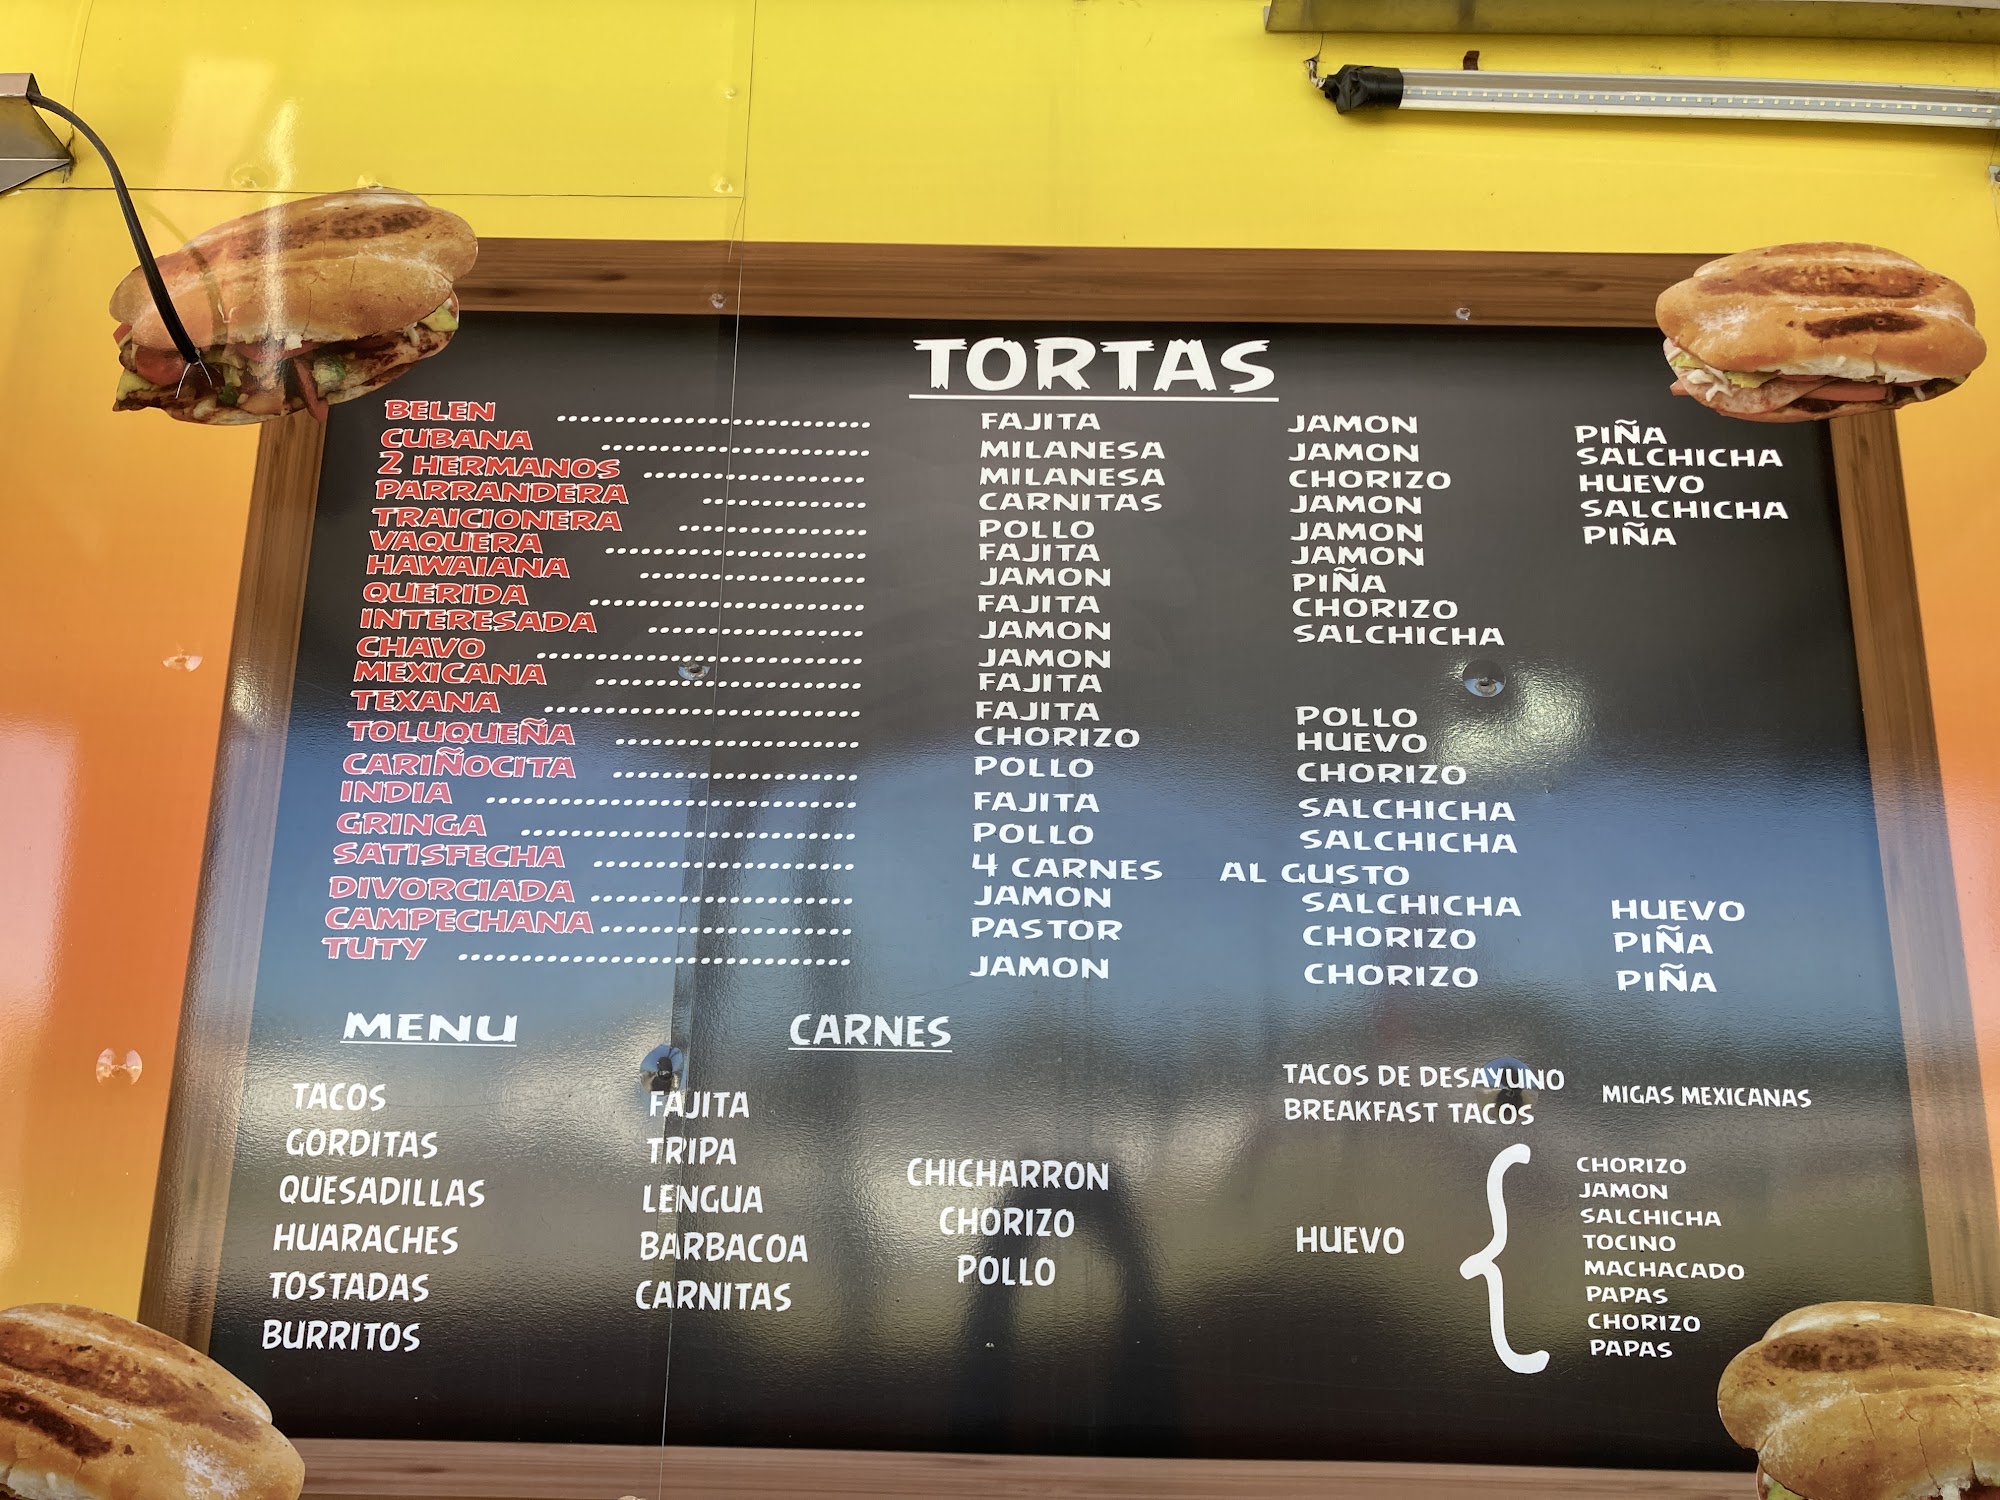 TORTAS
BELEN ........................ FAJITA JAMON PIÑA
CUBANA ..................... MILANESA JAMON SALCHICHA
2 HERMANOS ................. MILANESA CHORIZO HUEVO
PARRANDERA ............. CARNITAS JAMON SALCHICHA
TRAICIONERA .............. POLLO JAMON PIÑA
VAQUERA .................... FAJITA JAMON
HAWAIANA .................. JAMON PIÑA
QUERIDA ...................... FAJITA CHORIZO
INTERESADA ................. JAMON SALCHICHA
CHAVO .......................... JAMON
MEXICANA ..................... FAJITA
TEXANA ......................... FAJITA POLLO
TOLUQUEÑA .................... CHORIZO HUEVO
CARIÑOCITA .................... POLLO CHORIZO
INDIA .............................. FAJITA SALCHICHA
GRINGA ........................... POLLO SALCHICHA
SATISFECHA ..................... 4 CARNES AL GUSTO
DIVORCIADA ..................... JAMON SALCHICHA HUEVO
CAMPECHANA .................... PASTOR CHORIZO PIÑA
TUTY ................................ JAMON CHORIZO PIÑA
MENU
TACOS
GORDITAS
QUESADILLAS
HUARACHES
TOSTADAS
BURRITOS
CARNES
FAJITA
TRIPA
LENGUA
BARBACOA
CARNITAS
CHICHARRON
CHORIZO
POLLO
TACOS DE DESAYUNO
BREAKFAST TACOS
MIGAS MEXICANAS
HUEVO {
CHORIZO
JAMON
SALCHICHA
TOCINO
MACHACADO
PAPAS
CHORIZO
PAPAS